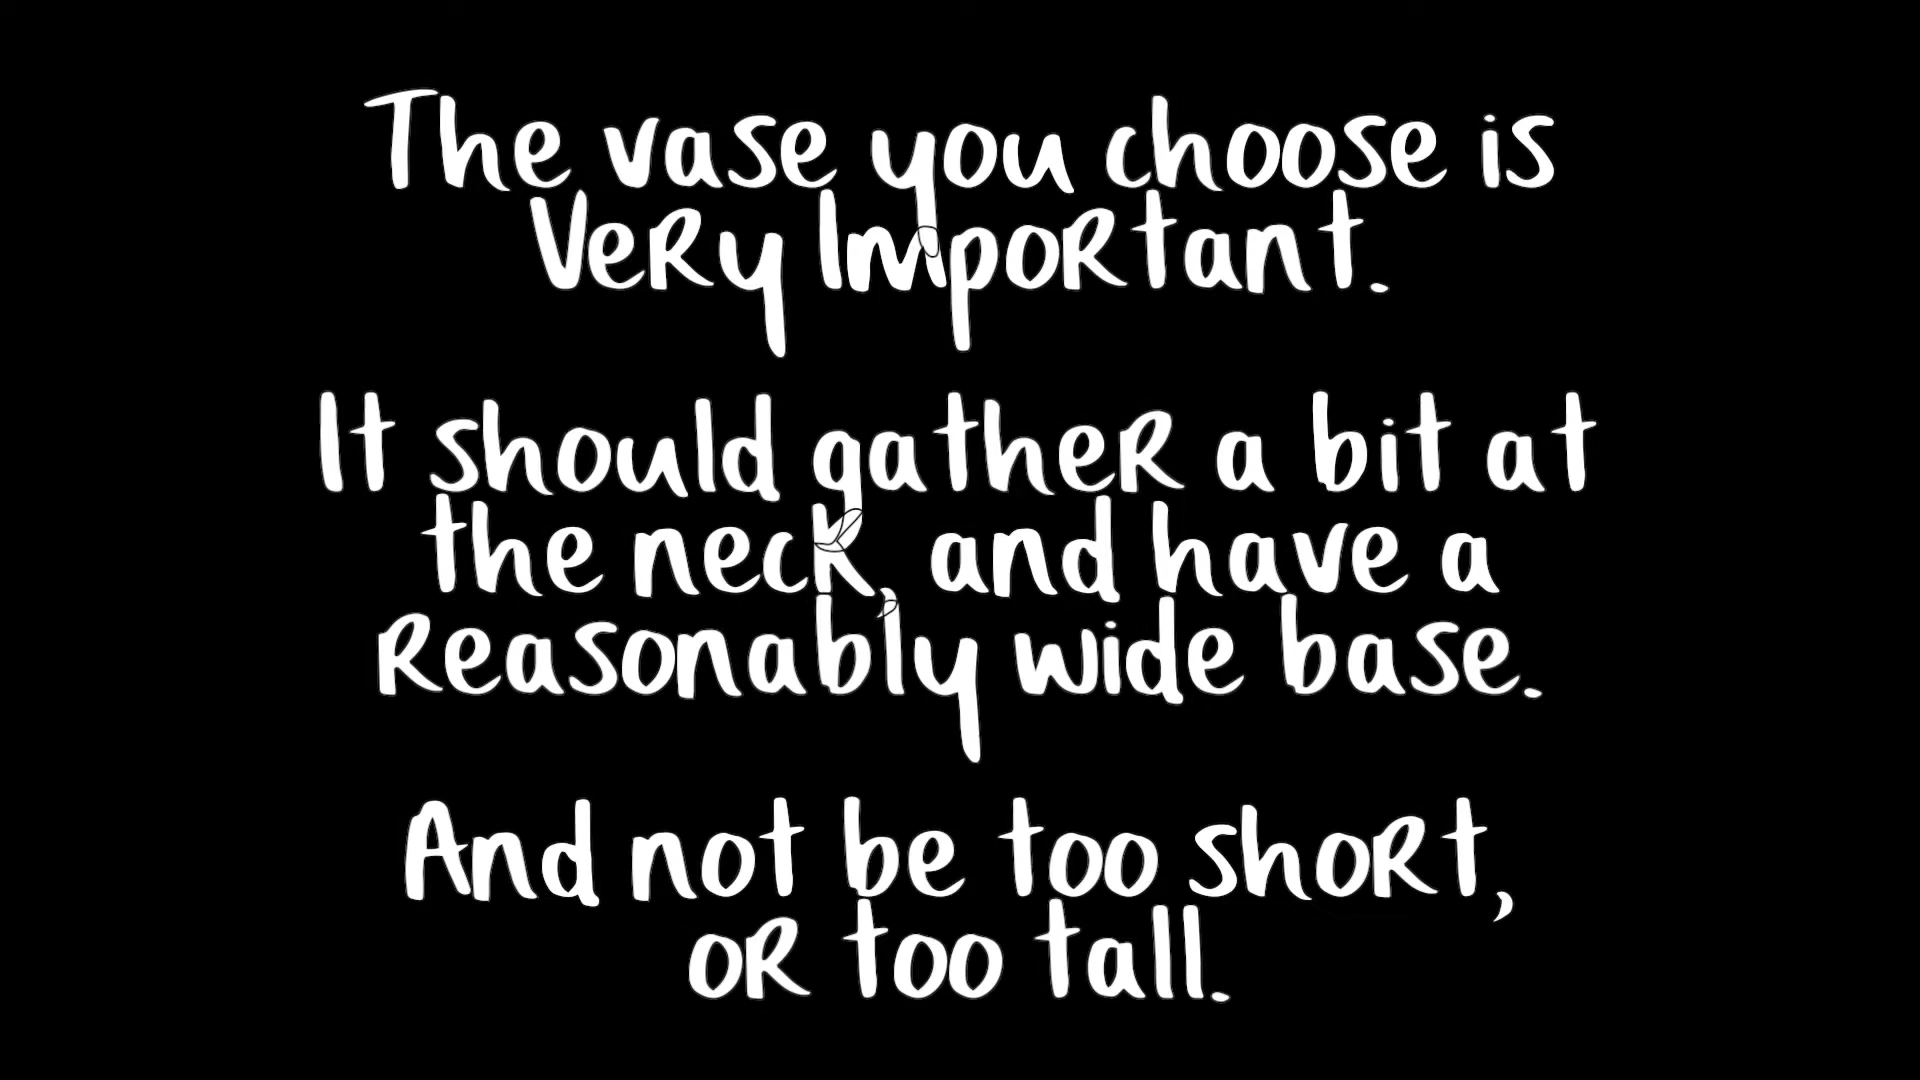 The vase you choose is
Very Important.
It should gather a bit at
the neck, and have a
reasonably wide base.
And not be too short,
or too tall.